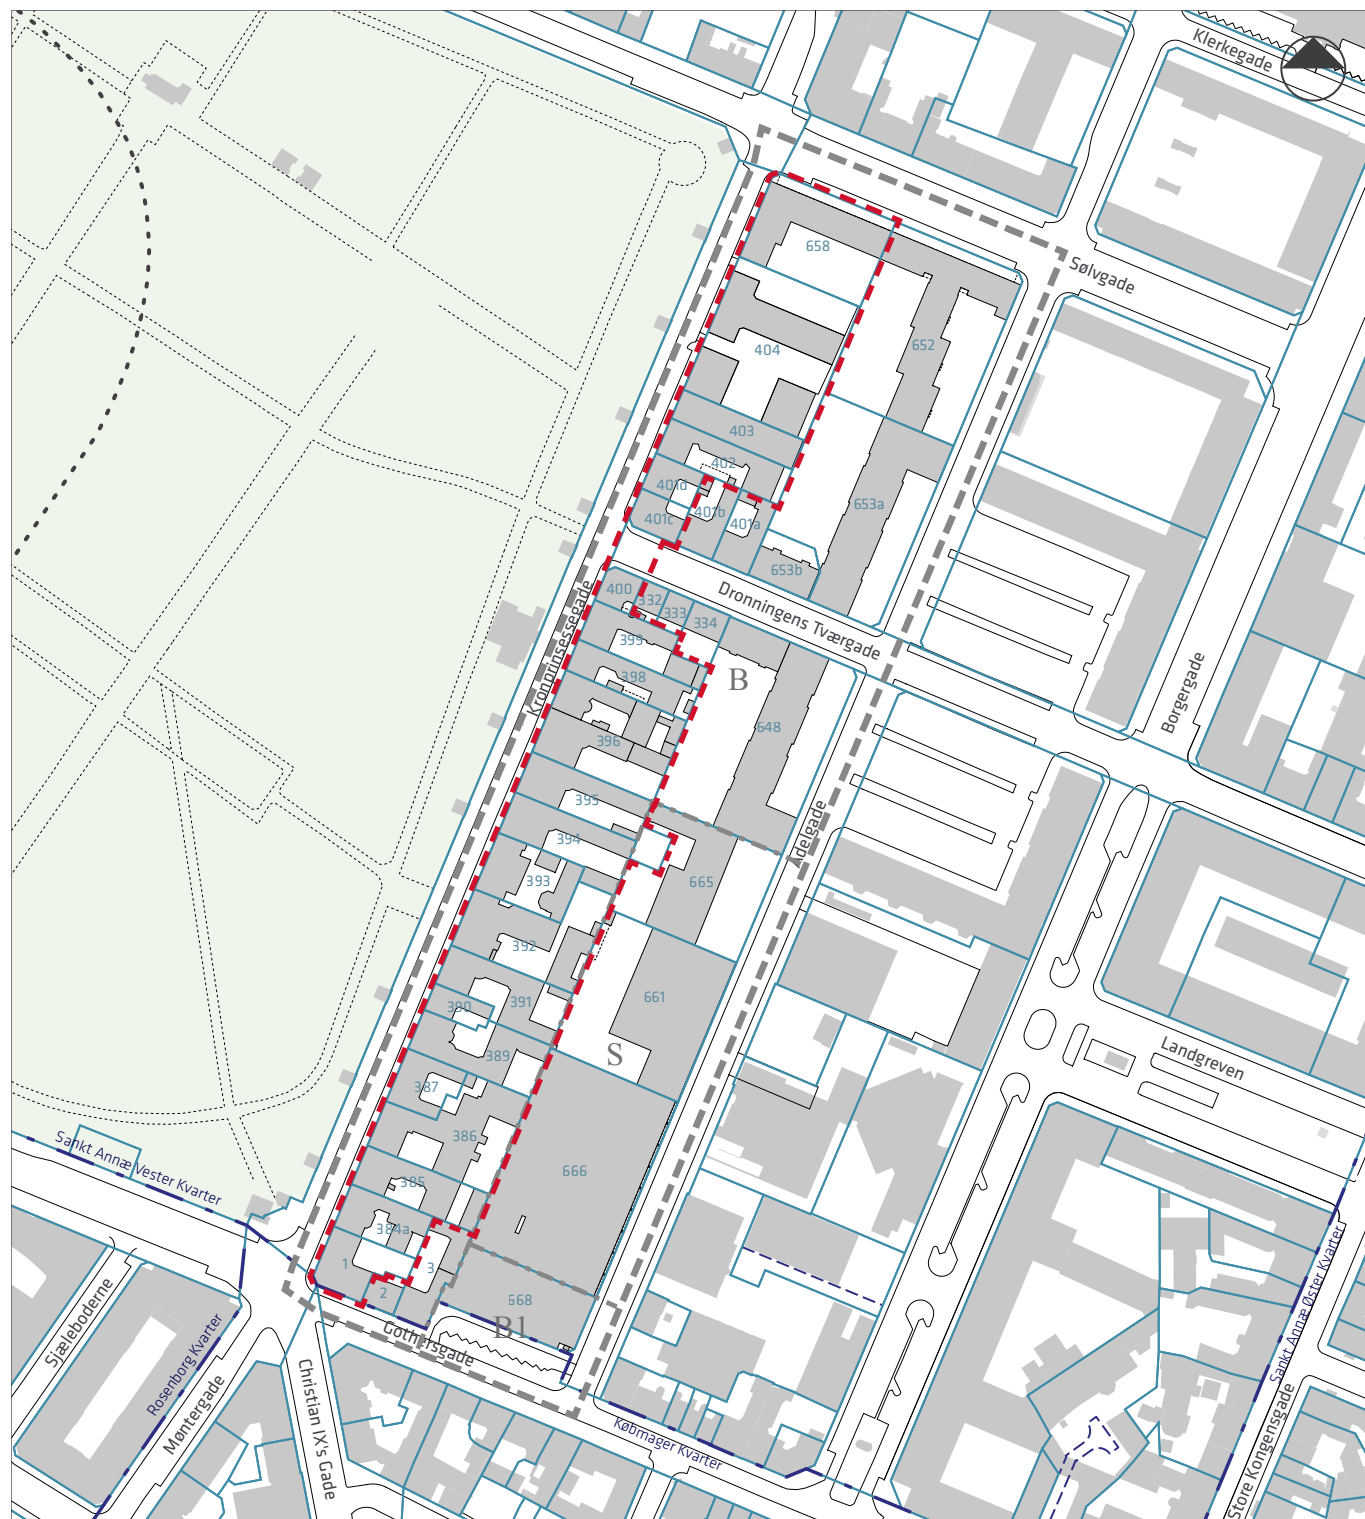 Klerkegade
Sølvgade
658
652
404
403
402
401d
401c
401b
401a
653a
653b
Dronningens Tværgade
400
332
333
334
399
B
398
Kronprinsessegade
648
396
Borgergade
395
394
Adelgade
665
393
392
661
391
390
389
S
Landgreven
387
386
Sankt Annæ Vester Kvarter
666
385
384a
1
3
2
668
B1
Gothersgade
Sjæleboderne
Rosenborg Kvarter
Møntergade
Christian IX's Gade
Købmager Kvarter
Sankt Annæ Øster Kvarter
Store Kongensgade